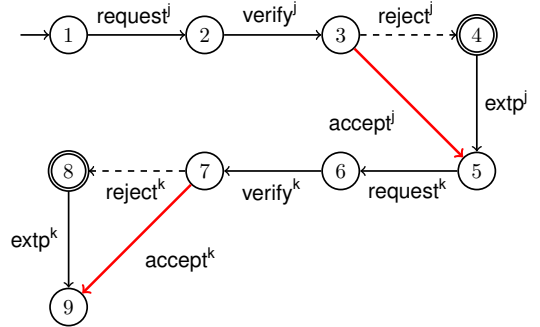 request^j verify^j reject^j
1 2 3 4
accept^j extp^j
8 7 6 5
reject^k verify^k request^k
extp^k accept^k
9